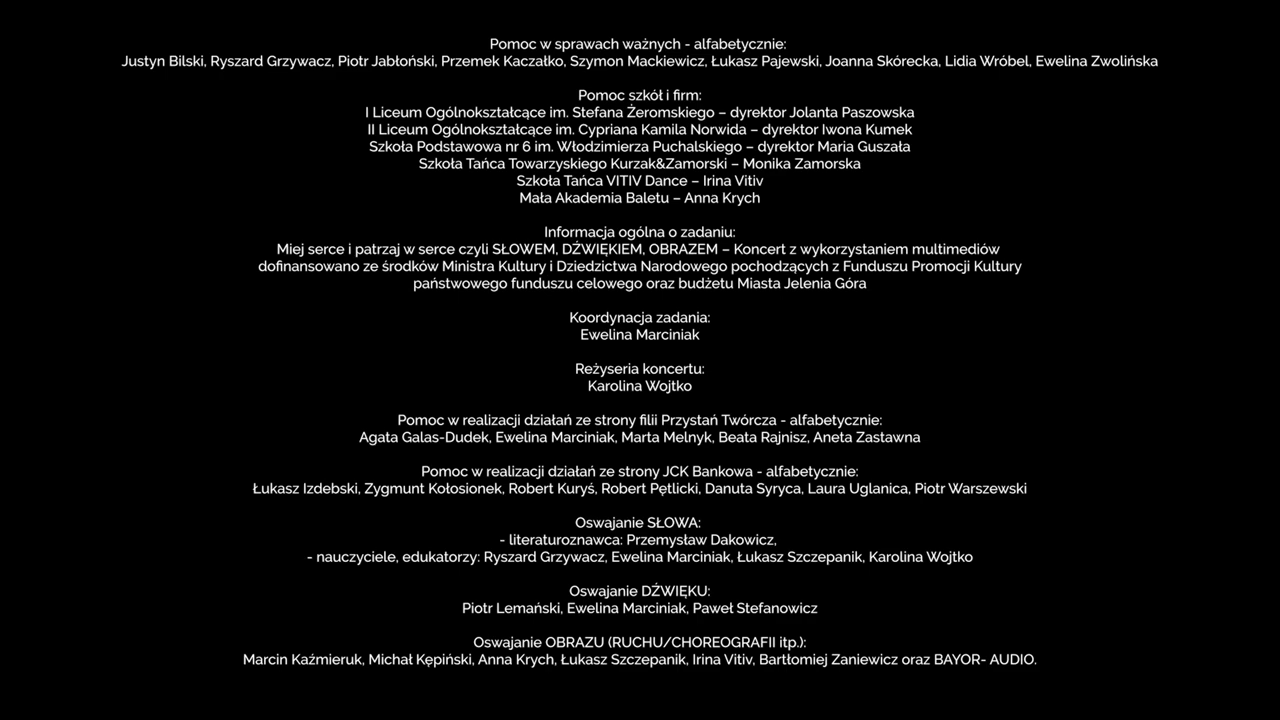 Pomoc w sprawach ważnych - alfabetycznie:
Justyn Bilski, Ryszard Grzywacz, Piotr Jabłoński, Przemek Kaczałko, Szymon Mackiewicz, Łukasz Pajewski, Joanna Skórecka, Lidia Wróbel, Ewelina Zwolińska
Pomoc szkół i firm:
I Liceum Ogólnokształcące im. Stefana Żeromskiego – dyrektor Jolanta Paszowska
II Liceum Ogólnokształcące im. Cypriana Kamila Norwida – dyrektor Iwona Kumek
Szkoła Podstawowa nr 6 im. Włodzimierza Puchalskiego – dyrektor Maria Guszała
Szkoła Tańca Towarzyskiego Kurzak&Zamorski – Monika Zamorska
Szkoła Tańca VITIV Dance – Irina Vitiv
Mała Akademia Baletu – Anna Krych
Informacja ogólna o zadaniu:
Miej serce i patrzaj w serce czyli SŁOWEM, DŹWIĘKIEM, OBRAZEM – Koncert z wykorzystaniem multimediów
dofinansowano ze środków Ministra Kultury i Dziedzictwa Narodowego pochodzących z Funduszu Promocji Kultury
państwowego funduszu celowego oraz budżetu Miasta Jelenia Góra
Koordynacja zadania:
Ewelina Marciniak
Reżyseria koncertu:
Karolina Wojtko
Pomoc w realizacji działań ze strony filii Przystań Twórcza - alfabetycznie:
Agata Galas-Dudek, Ewelina Marciniak, Marta Melnyk, Beata Rajnisz, Aneta Zastawna
Pomoc w realizacji działań ze strony JCK Bankowa - alfabetycznie:
Łukasz Izdebski, Zygmunt Kołosionek, Robert Kuryś, Robert Pętlicki, Danuta Syryca, Laura Uglanica, Piotr Warszewski
Oswajanie SŁOWA:
- literaturoznawca: Przemysław Dakowicz,
- nauczyciele, edukatorzy: Ryszard Grzywacz, Ewelina Marciniak, Łukasz Szczepanik, Karolina Wojtko
Oswajanie DŹWIĘKU:
Piotr Lemański, Ewelina Marciniak, Paweł Stefanowicz
Oswajanie OBRAZU (RUCHU/CHOREOGRAFII itp.):
Marcin Kaźmieruk, Michał Kępiński, Anna Krych, Łukasz Szczepanik, Irina Vitiv, Bartłomiej Zaniewicz oraz BAYOR- AUDIO.